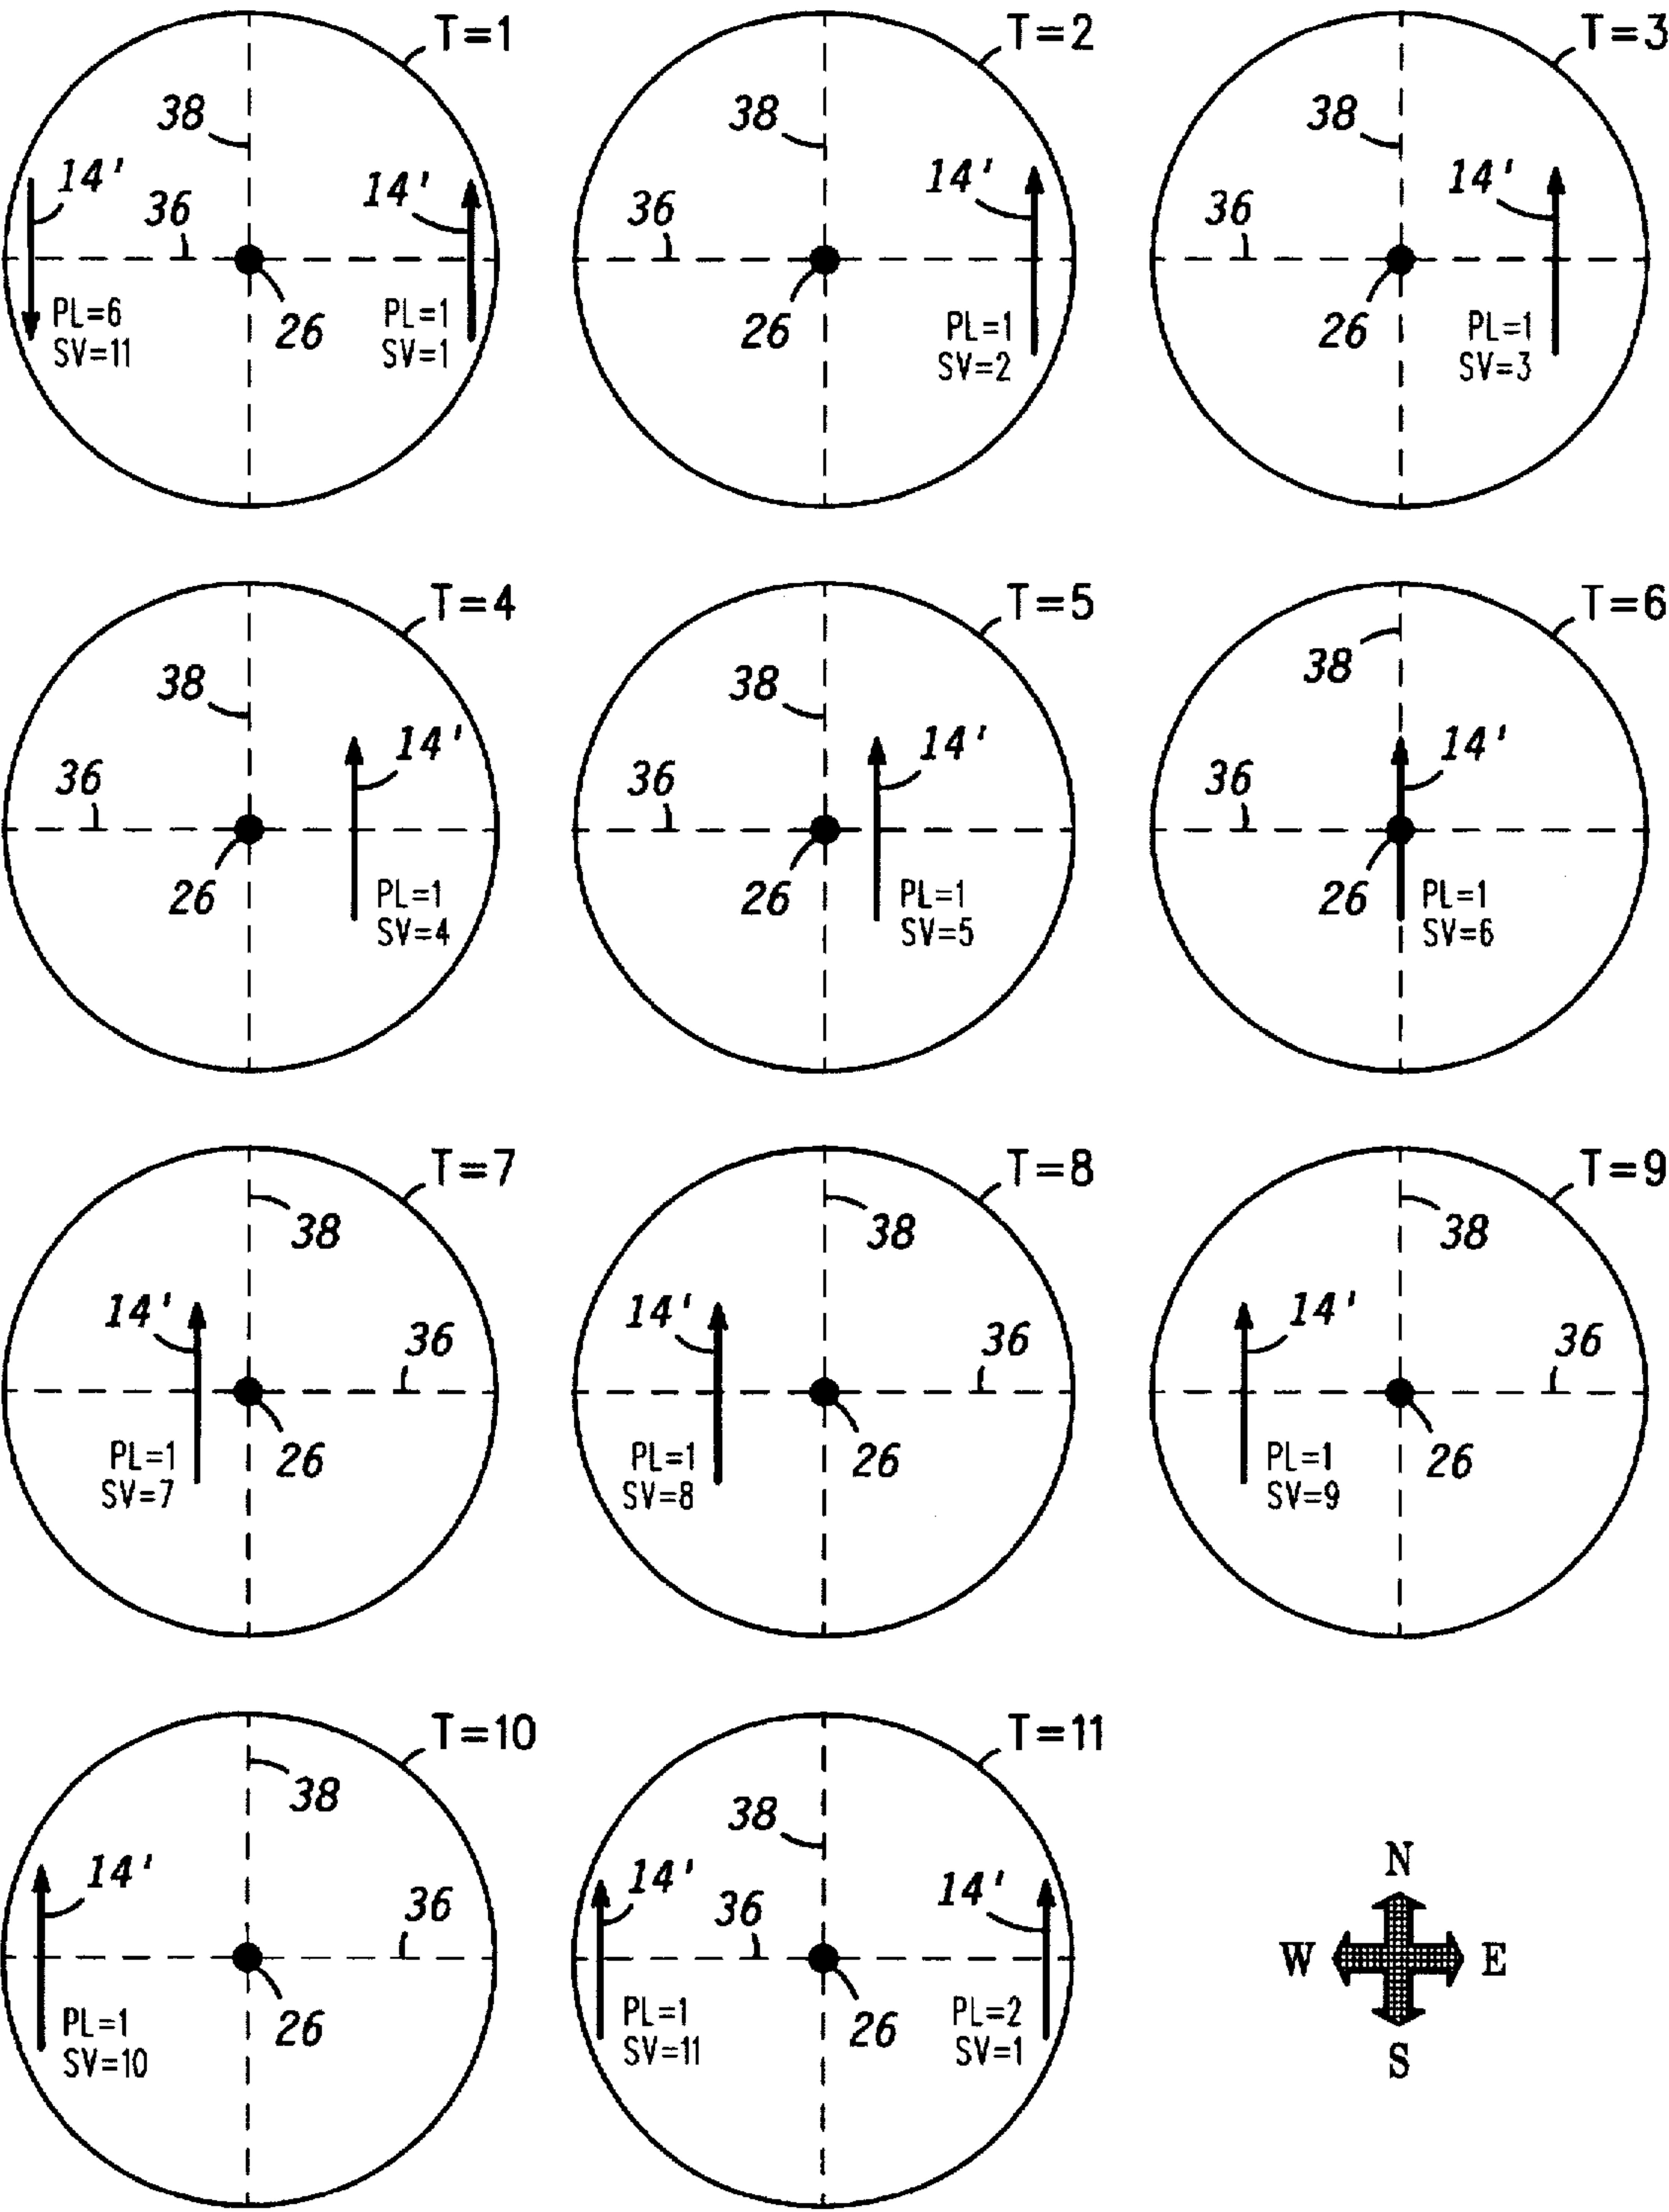 T=1
38
14'
36
14'
PL=6
SV=11
26
PL=1
SV=1
T=2
38
14'
36
26
PL=1
SV=2
T=3
38
14'
36
26
PL=1
SV=3
T=4
38
14'
36
26
PL=1
SV=4
T=5
38
14'
36
26
PL=1
SV=5
T=6
38
14'
36
26
PL=1
SV=6
T=7
38
14'
36
PL=1
SV=7
26
T=8
38
14'
36
PL=1
SV=8
26
T=9
38
14'
36
PL=1
SV=9
26
T=10
38
14'
36
PL=1
SV=10
26
T=11
38
14'
36
14'
PL=1
SV=11
26
PL=2
SV=1
N
W E
S